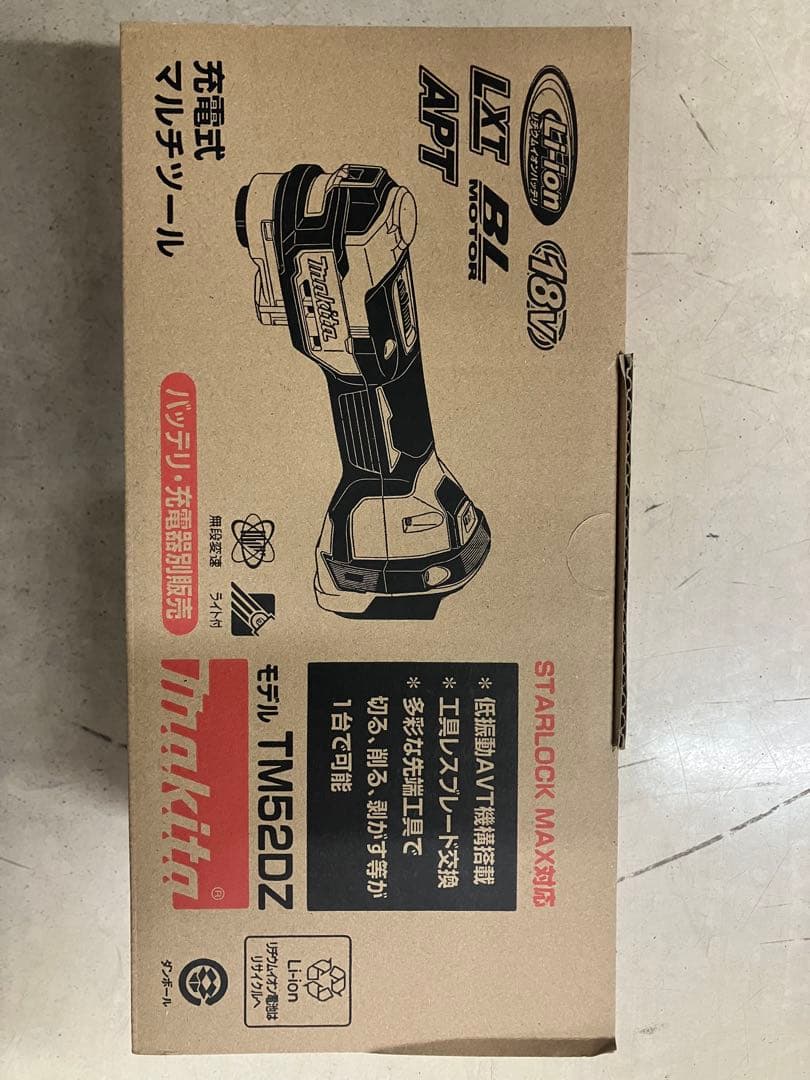 Li-ion
リチウムイオンバッテリ
18V
LXT BL
MOTOR
APT
makita
充電式
マルチツール
バッテリ・充電器別販売
無段変速
ライト付
STARLOCK MAX対応
* 低振動AVT機構搭載
* 工具レスブレード交換
* 多彩な先端工具で
切る、削る、剥がす等が
1台で可能
モデル TM52DZ
makita®
Li-ion
リチウムイオン電池は
リサイクルへ
ダンボール